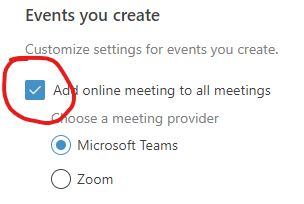 Events you create
Customize settings for events you create.
Add online meeting to all meetings
Choose a meeting provider
Microsoft Teams
Zoom